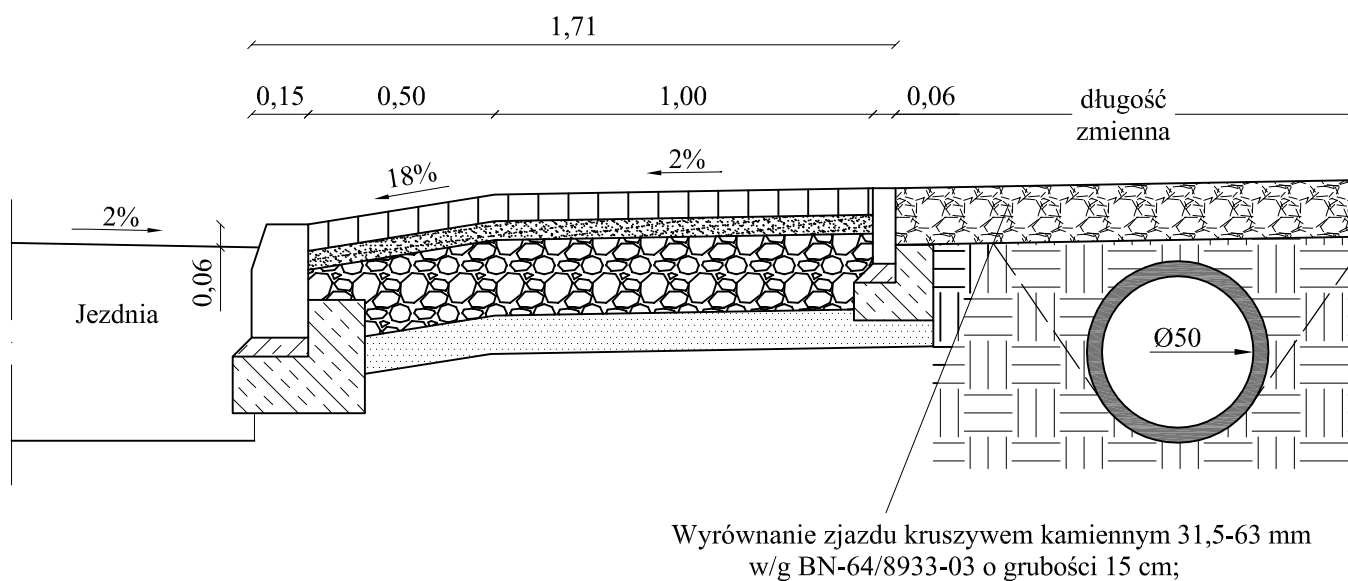 1,71
0,15 0,50 1,00 0,06 długość
zmienna
2% 18% 2%
0,06
Jezdnia
Ø50
Wyrównanie zjazdu kruszywem kamiennym 31,5-63 mm
w/g BN-64/8933-03 o grubości 15 cm;